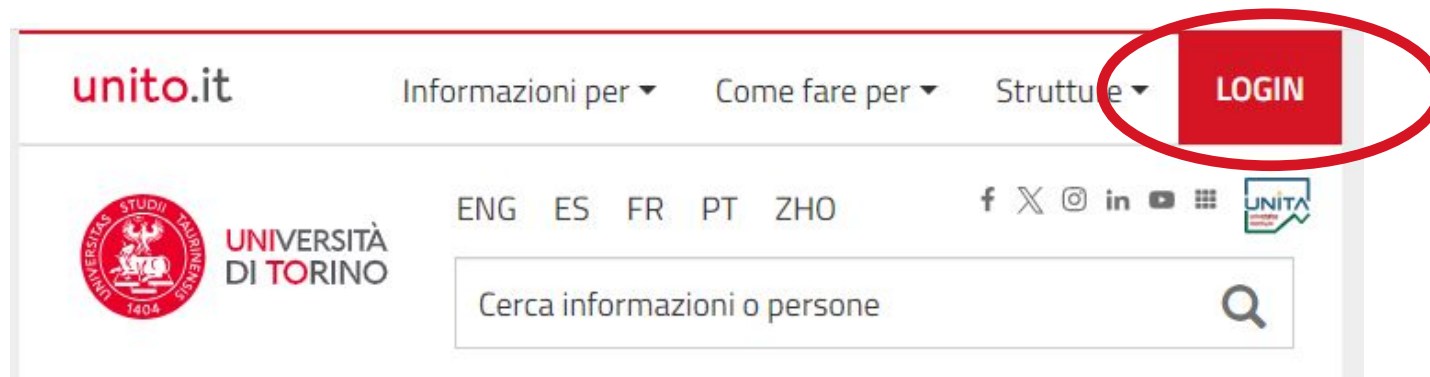 unito.it Informazioni per Come fare per Strutture LOGIN
ENG ES FR PT ZHO
UNITA
UNIVERSITÀ
DI TORINO
UNIVERSITAS STUDII TAURINENSIS
1404
Cerca informazioni o persone